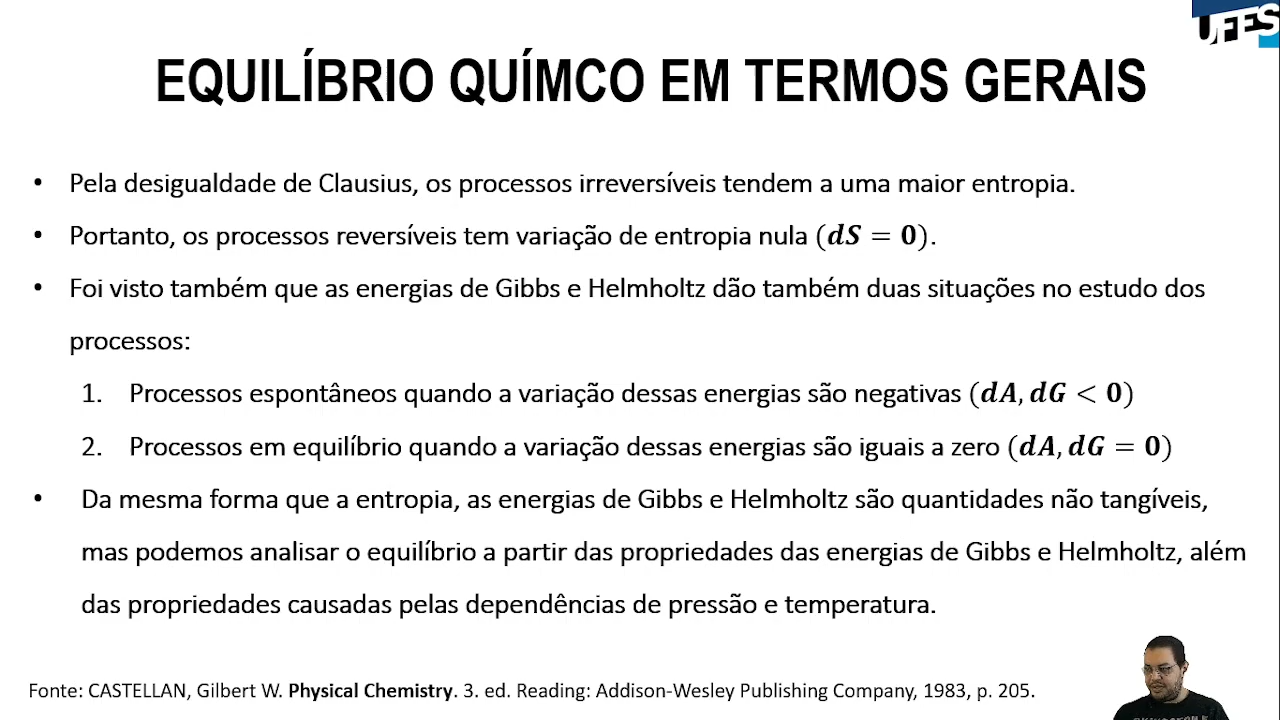 UFES
EQUILÍBRIO QUÍMCO EM TERMOS GERAIS
• Pela desigualdade de Clausius, os processos irreversíveis tendem a uma maior entropia.
• Portanto, os processos reversíveis tem variação de entropia nula (dS = 0).
• Foi visto também que as energias de Gibbs e Helmholtz dão também duas situações no estudo dos
processos:
1. Processos espontâneos quando a variação dessas energias são negativas (dA, dG < 0)
2. Processos em equilíbrio quando a variação dessas energias são iguais a zero (dA, dG = 0)
• Da mesma forma que a entropia, as energias de Gibbs e Helmholtz são quantidades não tangíveis,
mas podemos analisar o equilíbrio a partir das propriedades das energias de Gibbs e Helmholtz, além
das propriedades causadas pelas dependências de pressão e temperatura.
Fonte: CASTELLAN, Gilbert W. Physical Chemistry. 3. ed. Reading: Addison-Wesley Publishing Company, 1983, p. 205.